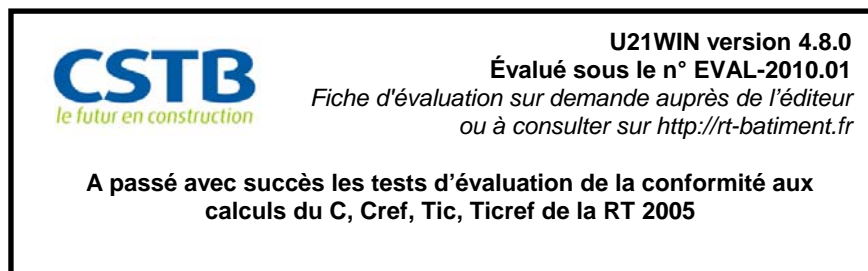 CSTB
le futur en construction
U21WIN version 4.8.0
Évalué sous le n° EVAL-2010.01
Fiche d'évaluation sur demande auprès de l'éditeur
ou à consulter sur http://rt-batiment.fr
A passé avec succès les tests d'évaluation de la conformité aux
calculs du C, Cref, Tic, Ticref de la RT 2005